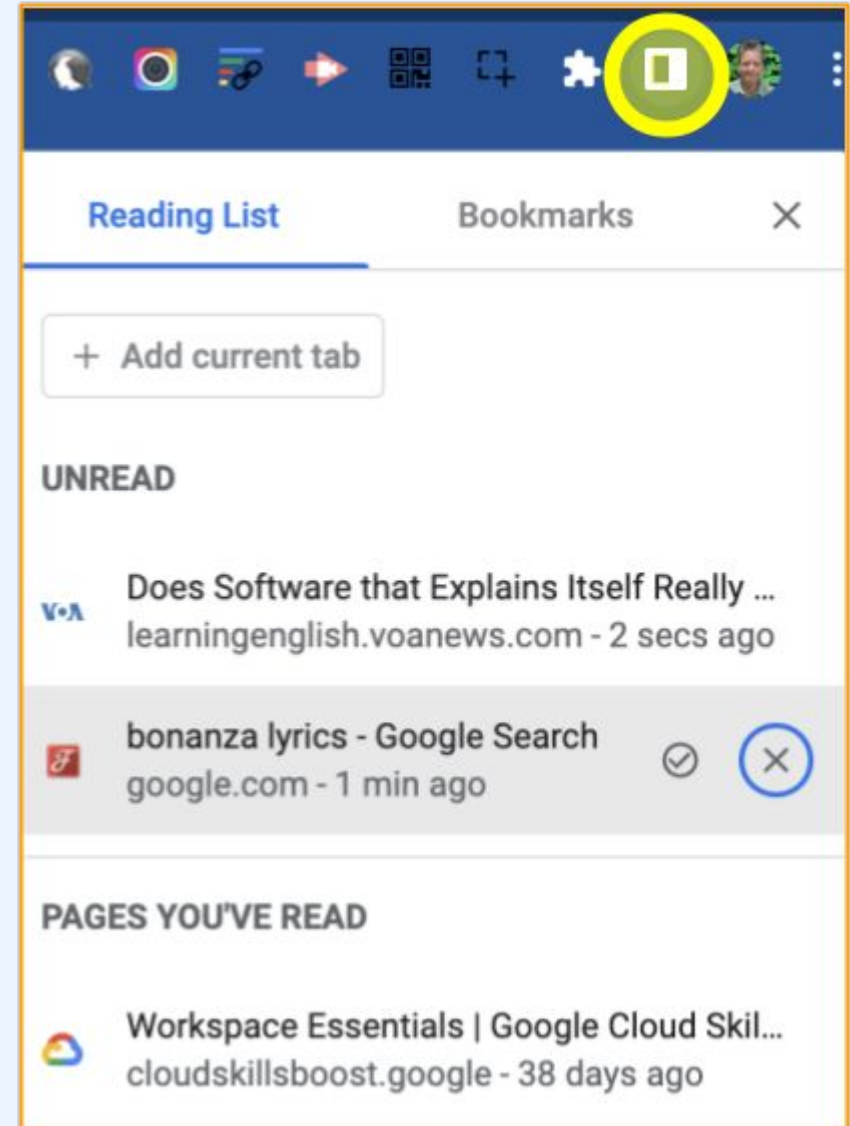 Reading List
Bookmarks
+ Add current tab
UNREAD
VOA
Does Software that Explains Itself Really ...
learningenglish.voanews.com - 2 secs ago
bonanza lyrics - Google Search
google.com - 1 min ago
PAGES YOU'VE READ
Workspace Essentials | Google Cloud Skil...
cloudskillsboost.google - 38 days ago